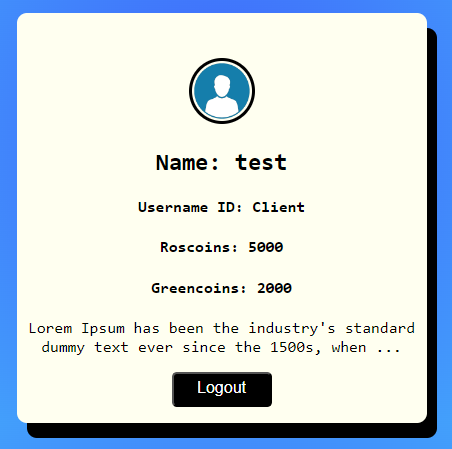 Name: test
Username ID: Client
Roscoins: 5000
Greencoins: 2000
Lorem Ipsum has been the industry's standard
dummy text ever since the 1500s, when ...
Logout